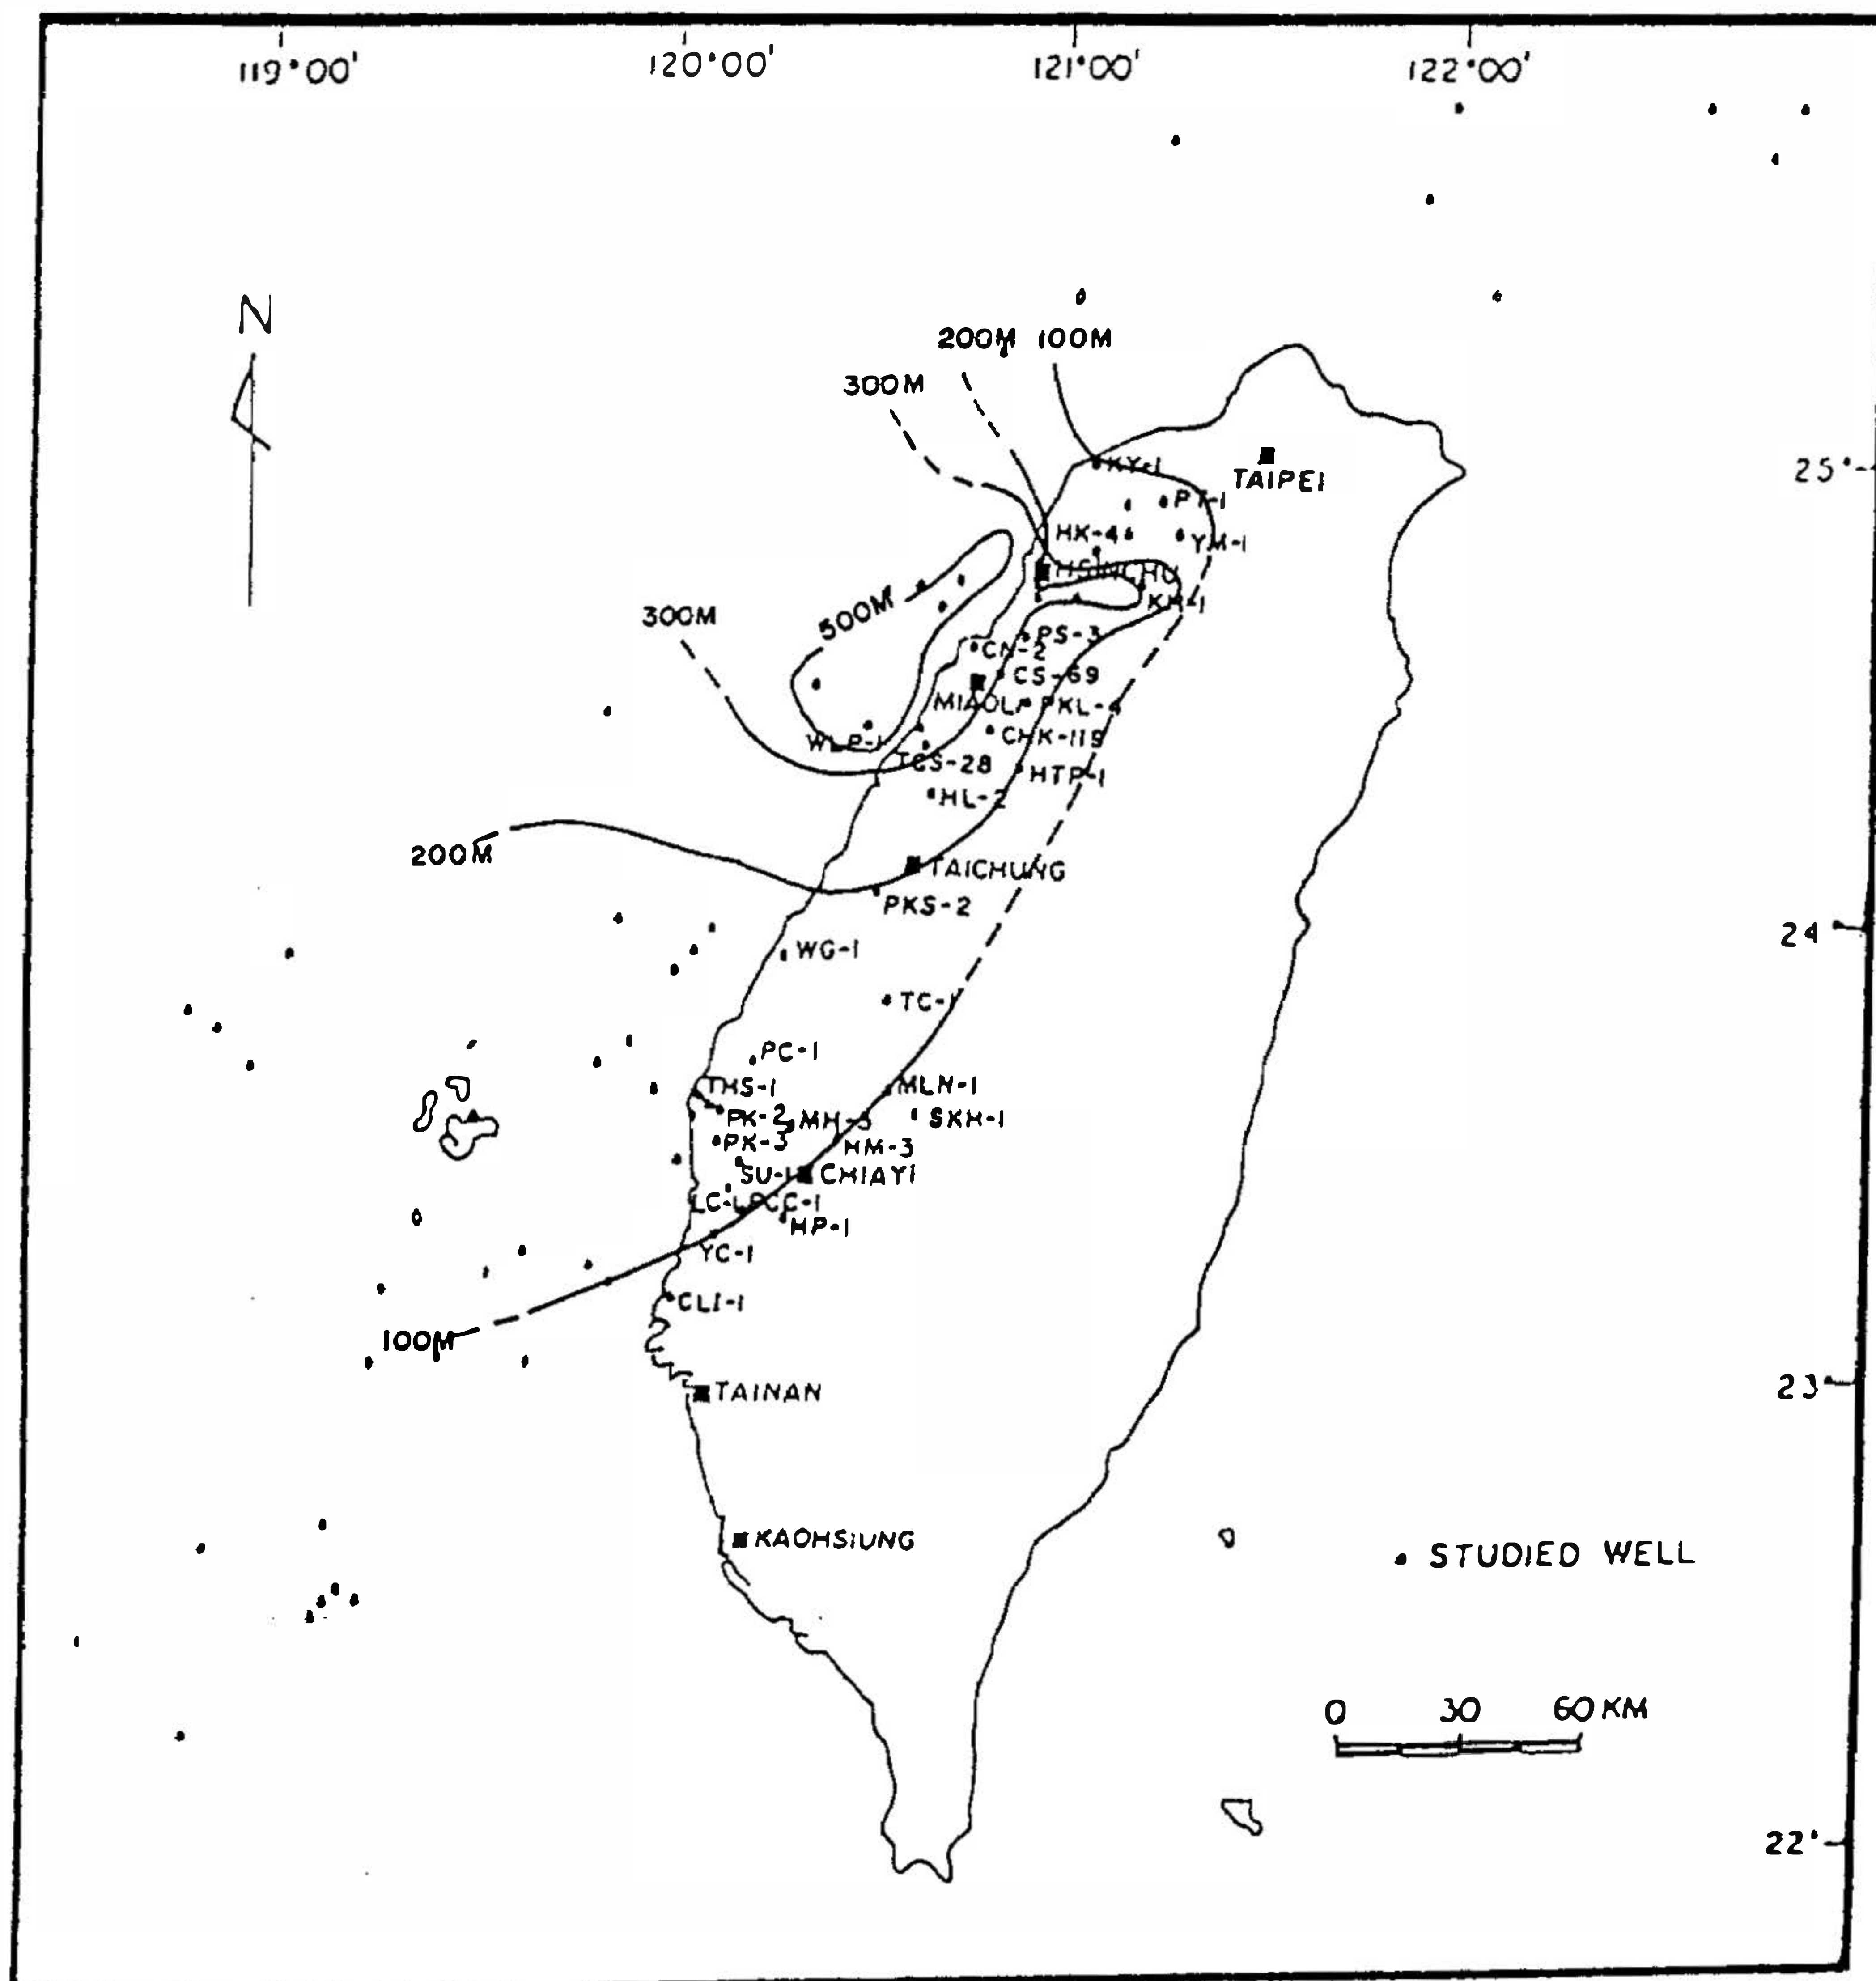 119°00' 120°00' 121°00' 122°00'
N
200M 100M
300M
KY-1
TAIPEI
25°
PT-1
HK-4
YM-1
HSINCHU
KH-1
500M
300M
PS-3
CN-2
CS-69
MIAOLI
PKL-4
WLP-1
CHK-119
TCS-28
HTP-1
HL-2
200M
TAICHUNG
PKS-2
24
WG-1
TC-1
PC-1
THS-1
MLN-1
PK-2
MH-3
SKH-1
PK-3
HM-3
SU-1
CHIAYI
CC-1
HP-1
YC-1
CLI-1
100M
23
TAINAN
KAOHSIUNG
STUDIED WELL
0 30 60 KM
22°